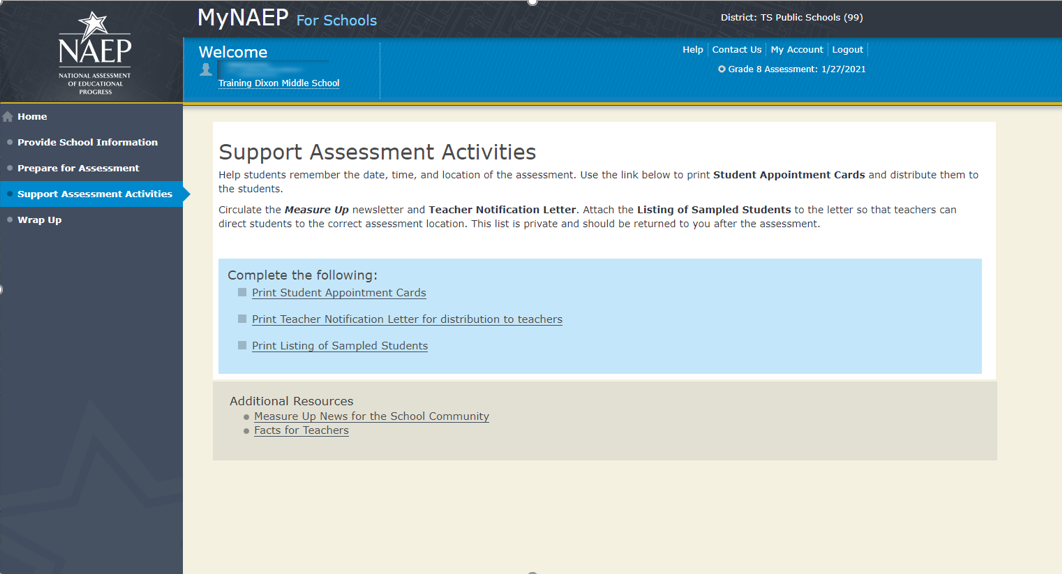 NAEP
NATIONAL ASSESSMENT
OF EDUCATIONAL
PROGRESS
MyNAEP For Schools
District: TS Public Schools (99)
Welcome
Training Dixon Middle School
Help Contact Us My Account Logout
Grade 8 Assessment: 1/27/2021
Home
Provide School Information
Prepare for Assessment
Support Assessment Activities
Wrap Up
Support Assessment Activities
Help students remember the date, time, and location of the assessment. Use the link below to print Student Appointment Cards and distribute them to
the students.
Circulate the Measure Up newsletter and Teacher Notification Letter. Attach the Listing of Sampled Students to the letter so that teachers can
direct students to the correct assessment location. This list is private and should be returned to you after the assessment.
Complete the following:
Print Student Appointment Cards
Print Teacher Notification Letter for distribution to teachers
Print Listing of Sampled Students
Additional Resources
Measure Up News for the School Community
Facts for Teachers